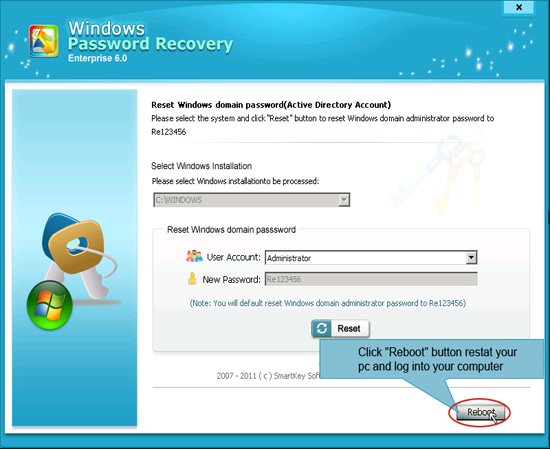 x
Windows
Password Recovery
Enterprise 6.0
Reset Windows domain password(Active Directory Account)
Please select the system and click "Reset" button to reset Windows domain administrator password to
Re123456
Select Windows Installation
Please select Windows installationto be processed:
C:\WINDOWS
Reset Windows domain passsword
User Account:
Administrator
New Password:
Re123456
(Note: You will default reset Windows domain administrator password to Re123456)
Reset
Click "Reboot" button restat your
pc and log into your computer
2007 - 2011 ( c ) SmartKey Sof
Reboot